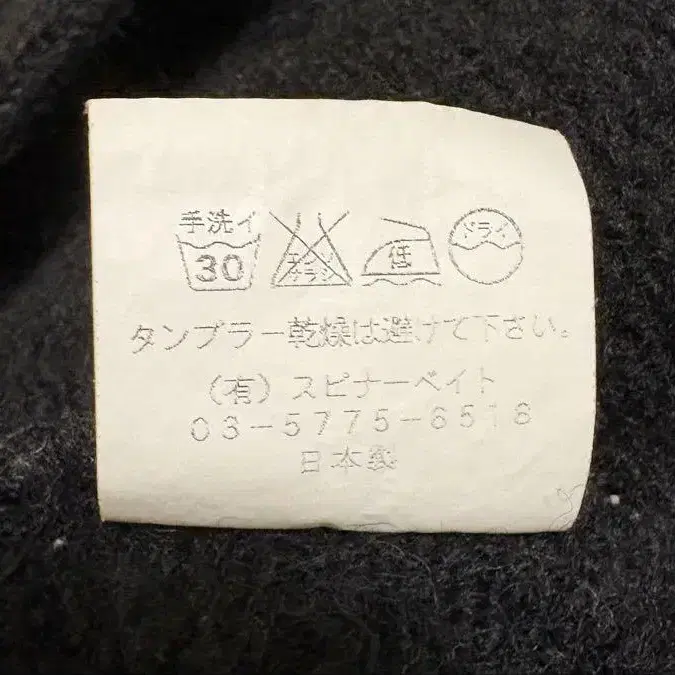 手洗イ
30
エンソ
サラシ
低
ドライ
タンブラー乾燥は避けて下さい。
(有)スピナーベイト
03-5775-6516
日本製